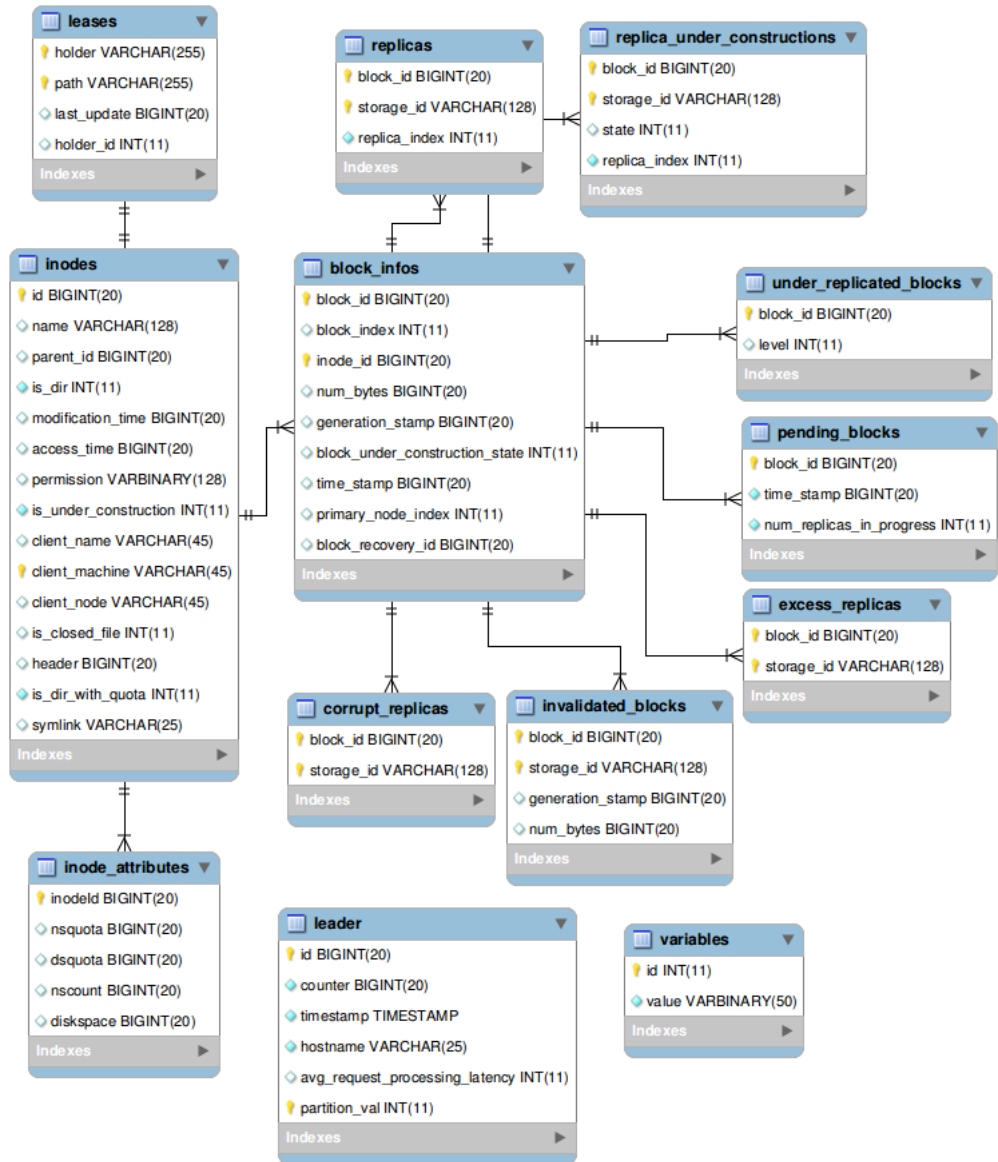 leases
holder VARCHAR(255)
path VARCHAR(255)
last_update BIGINT(20)
holder_id INT(11)
Indexes
replicas
block_id BIGINT(20)
storage_id VARCHAR(128)
replica_index INT(11)
Indexes
replica_under_constructions
block_id BIGINT(20)
storage_id VARCHAR(128)
state INT(11)
replica_index INT(11)
Indexes
inodes
id BIGINT(20)
name VARCHAR(128)
parent_id BIGINT(20)
is_dir INT(11)
modification_time BIGINT(20)
access_time BIGINT(20)
permission VARBINARY(128)
is_under_construction INT(11)
client_name VARCHAR(45)
client_machine VARCHAR(45)
client_node VARCHAR(45)
is_closed_file INT(11)
header BIGINT(20)
is_dir_with_quota INT(11)
symlink VARCHAR(25)
Indexes
block_infos
block_id BIGINT(20)
block_index INT(11)
inode_id BIGINT(20)
num_bytes BIGINT(20)
generation_stamp BIGINT(20)
block_under_construction_state INT(11)
time_stamp BIGINT(20)
primary_node_index INT(11)
block_recovery_id BIGINT(20)
Indexes
under_replicated_blocks
block_id BIGINT(20)
level INT(11)
Indexes
pending_blocks
block_id BIGINT(20)
time_stamp BIGINT(20)
num_replicas_in_progress INT(11)
Indexes
excess_replicas
block_id BIGINT(20)
storage_id VARCHAR(128)
Indexes
corrupt_replicas
block_id BIGINT(20)
storage_id VARCHAR(128)
Indexes
invalidated_blocks
block_id BIGINT(20)
storage_id VARCHAR(128)
generation_stamp BIGINT(20)
num_bytes BIGINT(20)
Indexes
inode_attributes
inodeId BIGINT(20)
nsquota BIGINT(20)
dsquota BIGINT(20)
nscount BIGINT(20)
diskspace BIGINT(20)
Indexes
leader
id BIGINT(20)
counter BIGINT(20)
timestamp TIMESTAMP
hostname VARCHAR(25)
avg_request_processing_latency INT(11)
partition_val INT(11)
Indexes
variables
id INT(11)
value VARBINARY(50)
Indexes